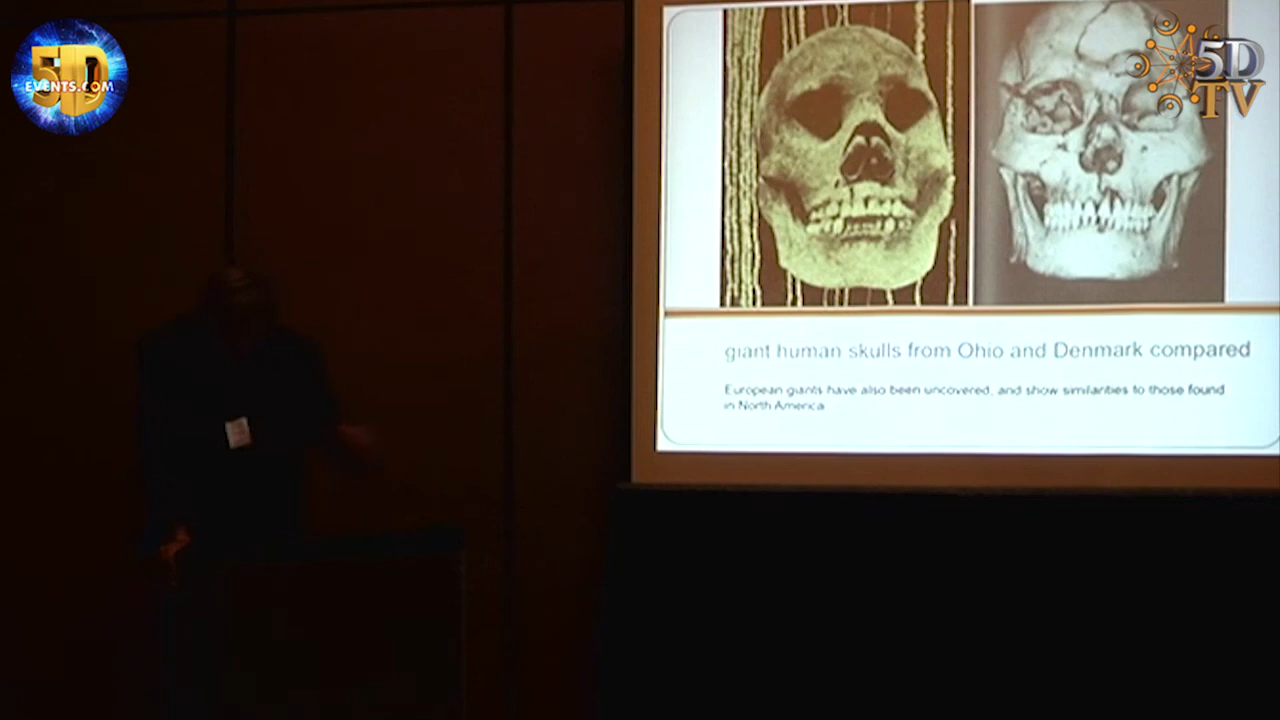 5D
EVENTS.COM
5D
TV
giant human skulls from Ohio and Denmark compared
European giants have also been uncovered, and show similarities to those found
in North America